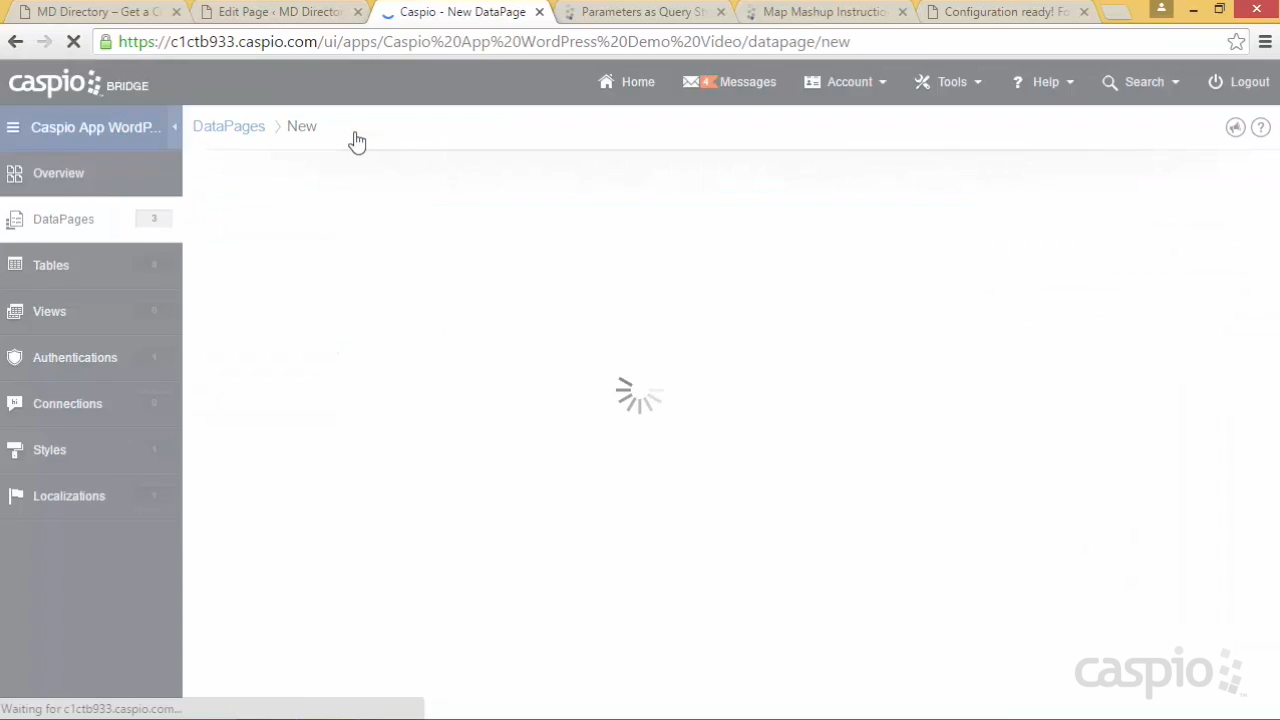 MD Directory – Get a C
Edit Page ‹ MD Director
Caspio - New DataPage
Parameters as Query St
Map Mashup Instructio
Configuration ready! Fo
https://c1ctb933.caspio.com/ui/apps/Caspio%20App%20WordPress%20Demo%20Video/datapage/new
caspio BRIDGE
Home
4 Messages
Account
Tools
? Help
Search
Logout
Caspio App WordP...
DataPages > New
Overview
DataPages 3
Tables
Views
Authentications
hi Connections
Styles
Localizations
caspio
Waiting for c1ctb933.caspio.com...